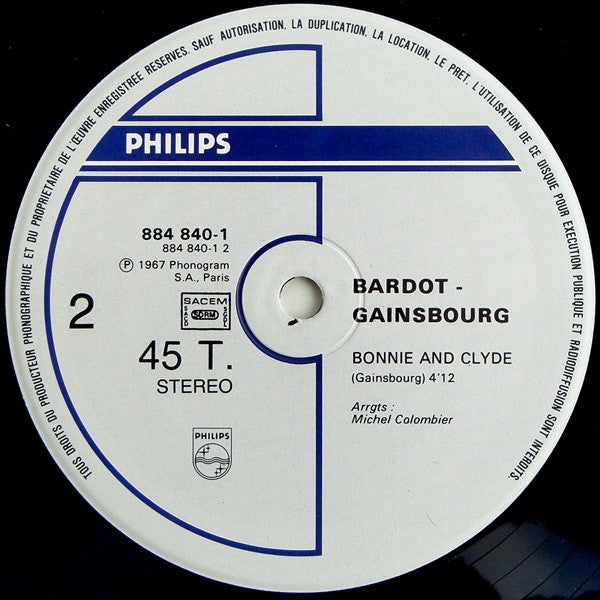 TOUS DROITS DU PRODUCTEUR PHONOGRAPHIQUE ET DU PROPRIETAIRE DE L'ŒUVRE ENREGISTREE RESERVES. SAUF AUTORISATION, LA DUPLICATION, LA LOCATION, LE PRET, L'UTILISATION DE CE DISQUE POUR EXECUTION PUBLIQUE ET RADIODIFFUSION SONT INTERDITS.
PHILIPS
884 840-1
884 840-1 2
Ⓟ 1967 Phonogram
S.A., Paris
2
SACEM
SACD SDRM SGDL
45 T.
STEREO
PHILIPS
BARDOT -
GAINSBOURG
BONNIE AND CLYDE
(Gainsbourg) 4'12
Arrgts :
Michel Colombier